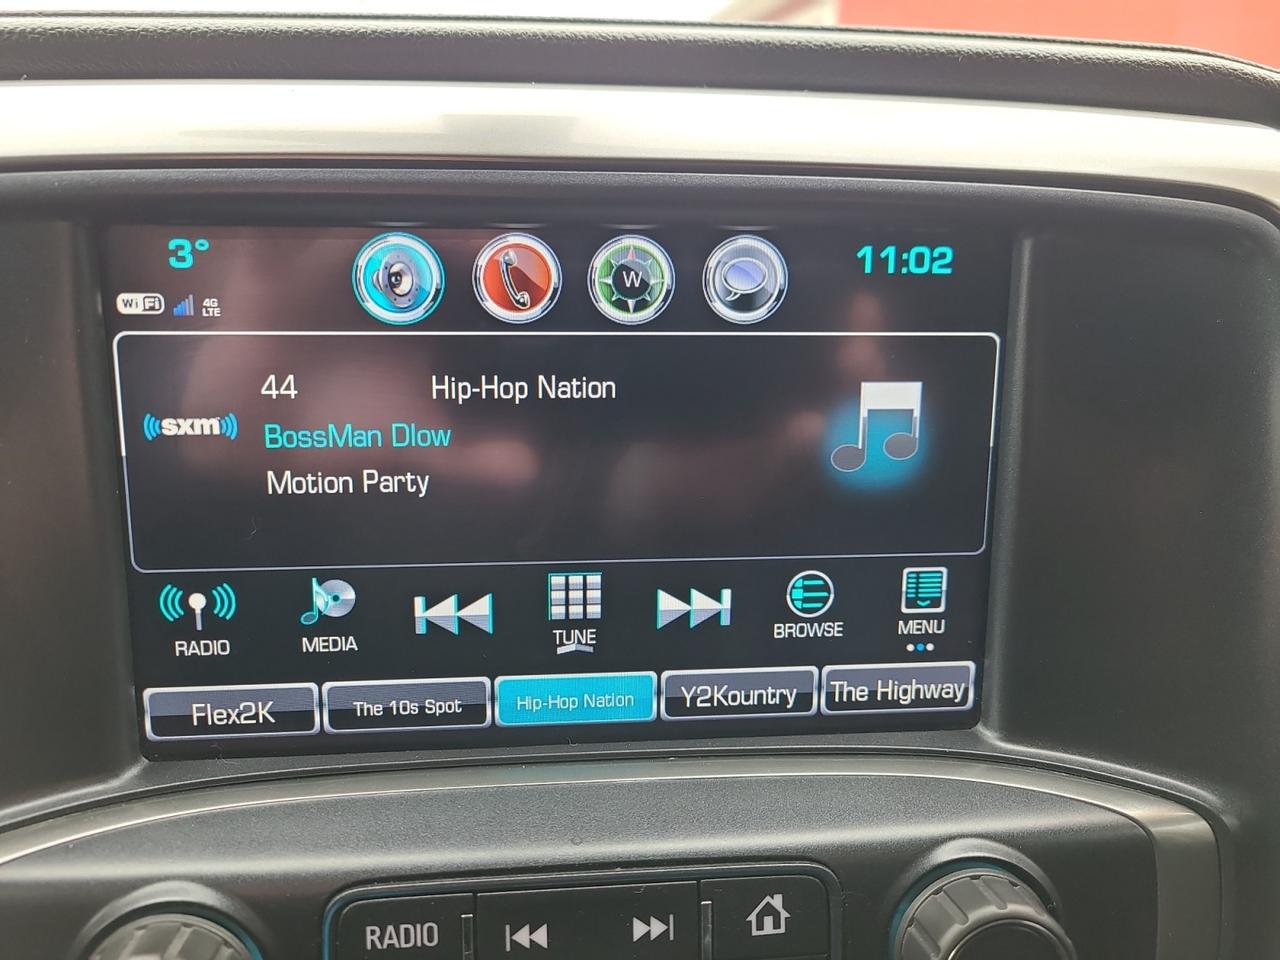 3°
W
11:02
WiFi
4G
LTE
44 Hip-Hop Nation
sxm
BossMan Dlow
Motion Party
RADIO
MEDIA
TUNE
BROWSE
MENU
Flex2K
The 10s Spot
Hip-Hop Nation
Y2Kountry
The Highway
RADIO